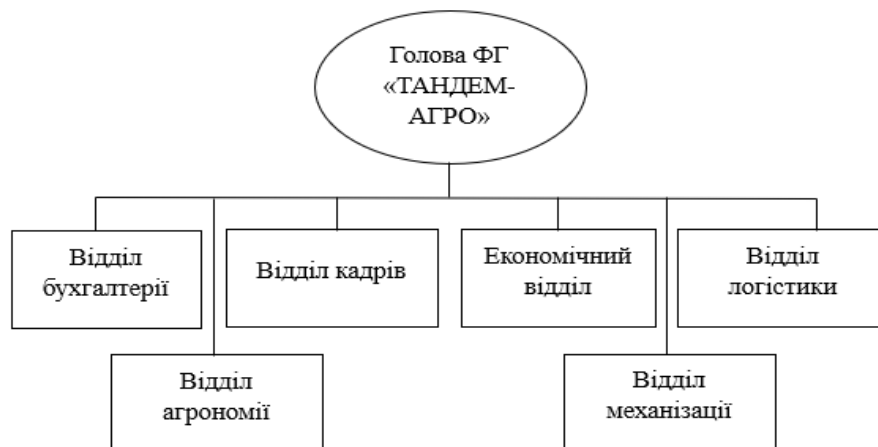 Голова ФГ
«ТАНДЕМ-
АГРО»
Відділ
бухгалтерії
Відділ кадрів
Економічний
відділ
Відділ
логістики
Відділ
агрономії
Відділ
механізації